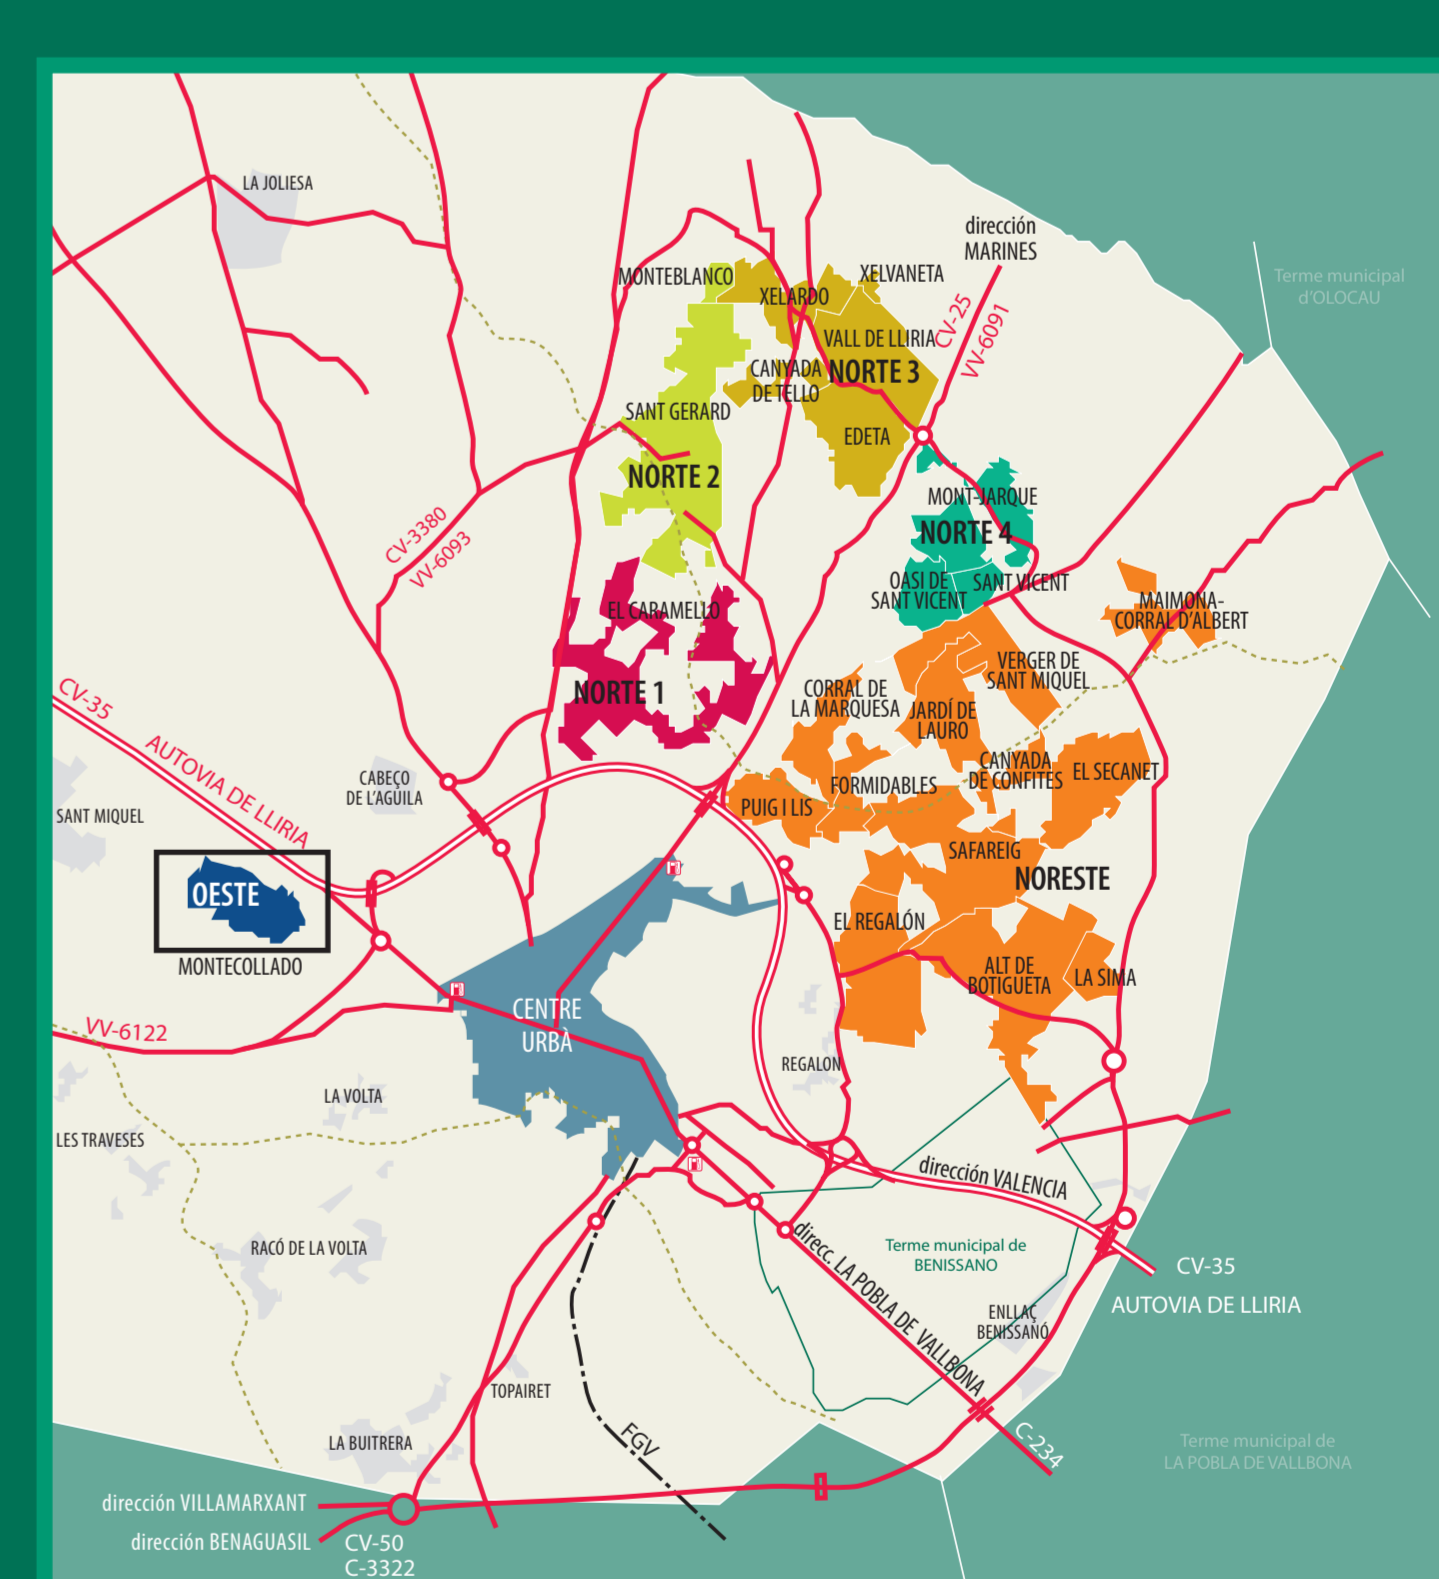 LA JOLIESA
dirección
MARINES
Terme municipal
d'OLOCAU
MONTEBLANCO
XELARDO
XELVANETA
CV-25
VV-6091
VALL DE LLIRIA
CANYADA
DE TELLO
NORTE 3
SANT GERARD
EDETA
NORTE 2
MONT-JARQUE
NORTE 4
CV-3380
VV-6093
OASI DE
SANT VICENT
SANT VICENT
MAIMONA-
CORRAL D'ALBERT
EL CARAMELLO
NORTE 1
VERGER DE
SANT MIQUEL
CORRAL DE
LA MARQUESA
JARDÍ DE
LAURO
CV-35
AUTOVIA DE LLIRIA
CABEÇO
DE L'AGUILA
CANYADA
DE CONFITES
EL SECANET
FORMIDABLES
PUIG I LIS
SANT MIQUEL
SAFAREIG
NORESTE
OESTE
MONTECOLLADO
EL REGALÓN
ALT DE
BOTIGUETA
LA SIMA
CENTRE
URBÀ
VV-6122
REGALON
LA VOLTA
LES TRAVESES
dirección VALENCIA
RACÓ DE LA VOLTA
Terme municipal de
BENISSANO
direcc. LA POBLA DE VALLBONA
CV-35
AUTOVIA DE LLIRIA
ENLLAÇ
BENISSANÓ
TOPAIRET
LA BUITRERA
FGV
C-234
Terme municipal de
LA POBLA DE VALLBONA
dirección VILLAMARXANT
dirección BENAGUASIL
CV-50
C-3322